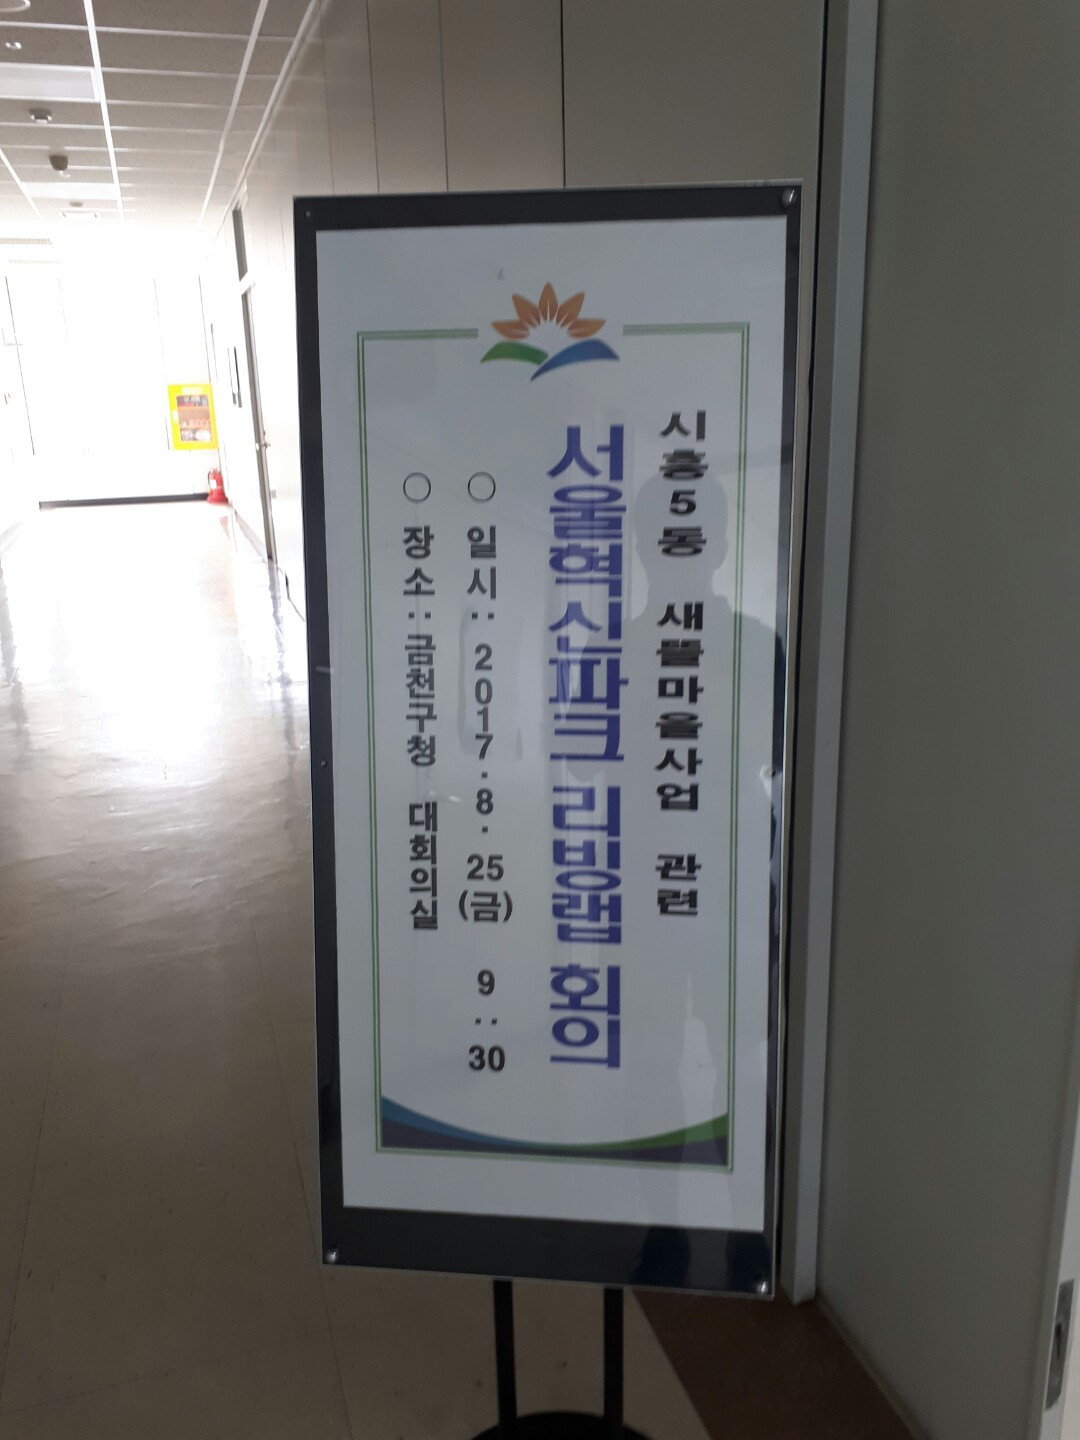 시흥5동 새뜰마을사업 관련
서울혁신파크 리빙랩 회의
○ 일시: 2017.8.25(금) 9:30
○ 장소: 금천구청 대회의실